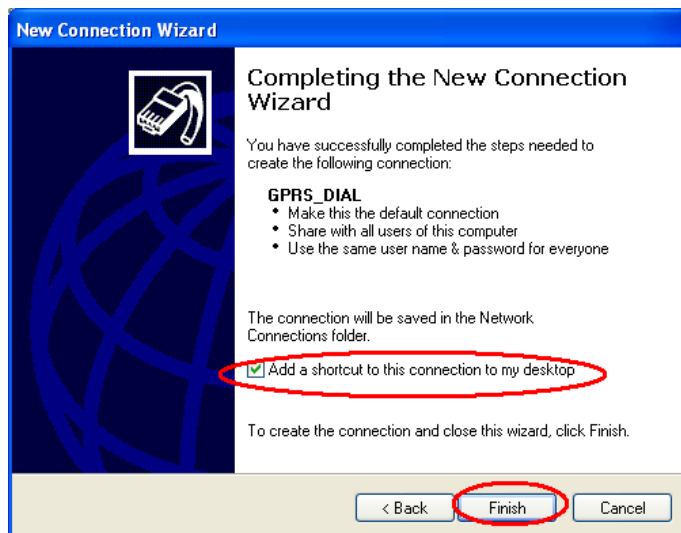 New Connection Wizard
Completing the New Connection
Wizard
You have successfully completed the steps needed to
create the following connection:
GPRS_DIAL
• Make this the default connection
• Share with all users of this computer
• Use the same user name & password for everyone
The connection will be saved in the Network
Connections folder.
Add a shortcut to this connection to my desktop
To create the connection and close this wizard, click Finish.
< Back Finish Cancel